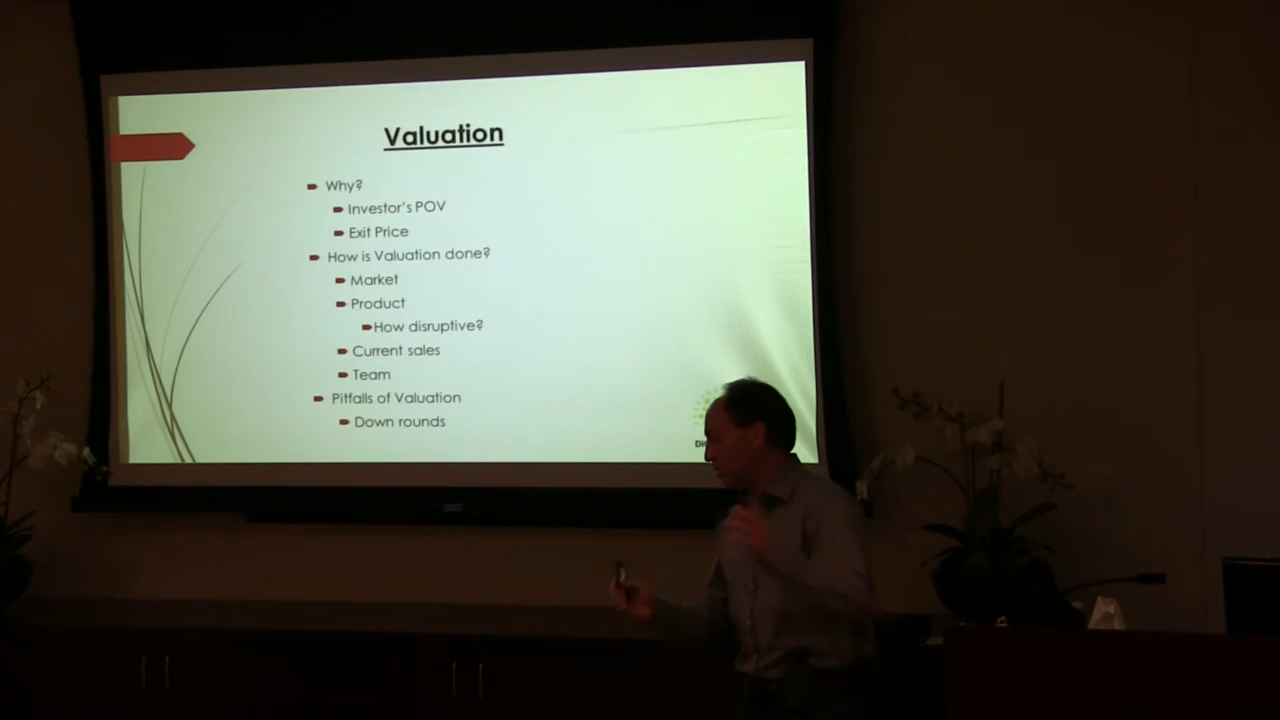 Valuation
Why?
Investor's POV
Exit Price
How is Valuation done?
Market
Product
How disruptive?
Current sales
Team
Pitfalls of Valuation
Down rounds